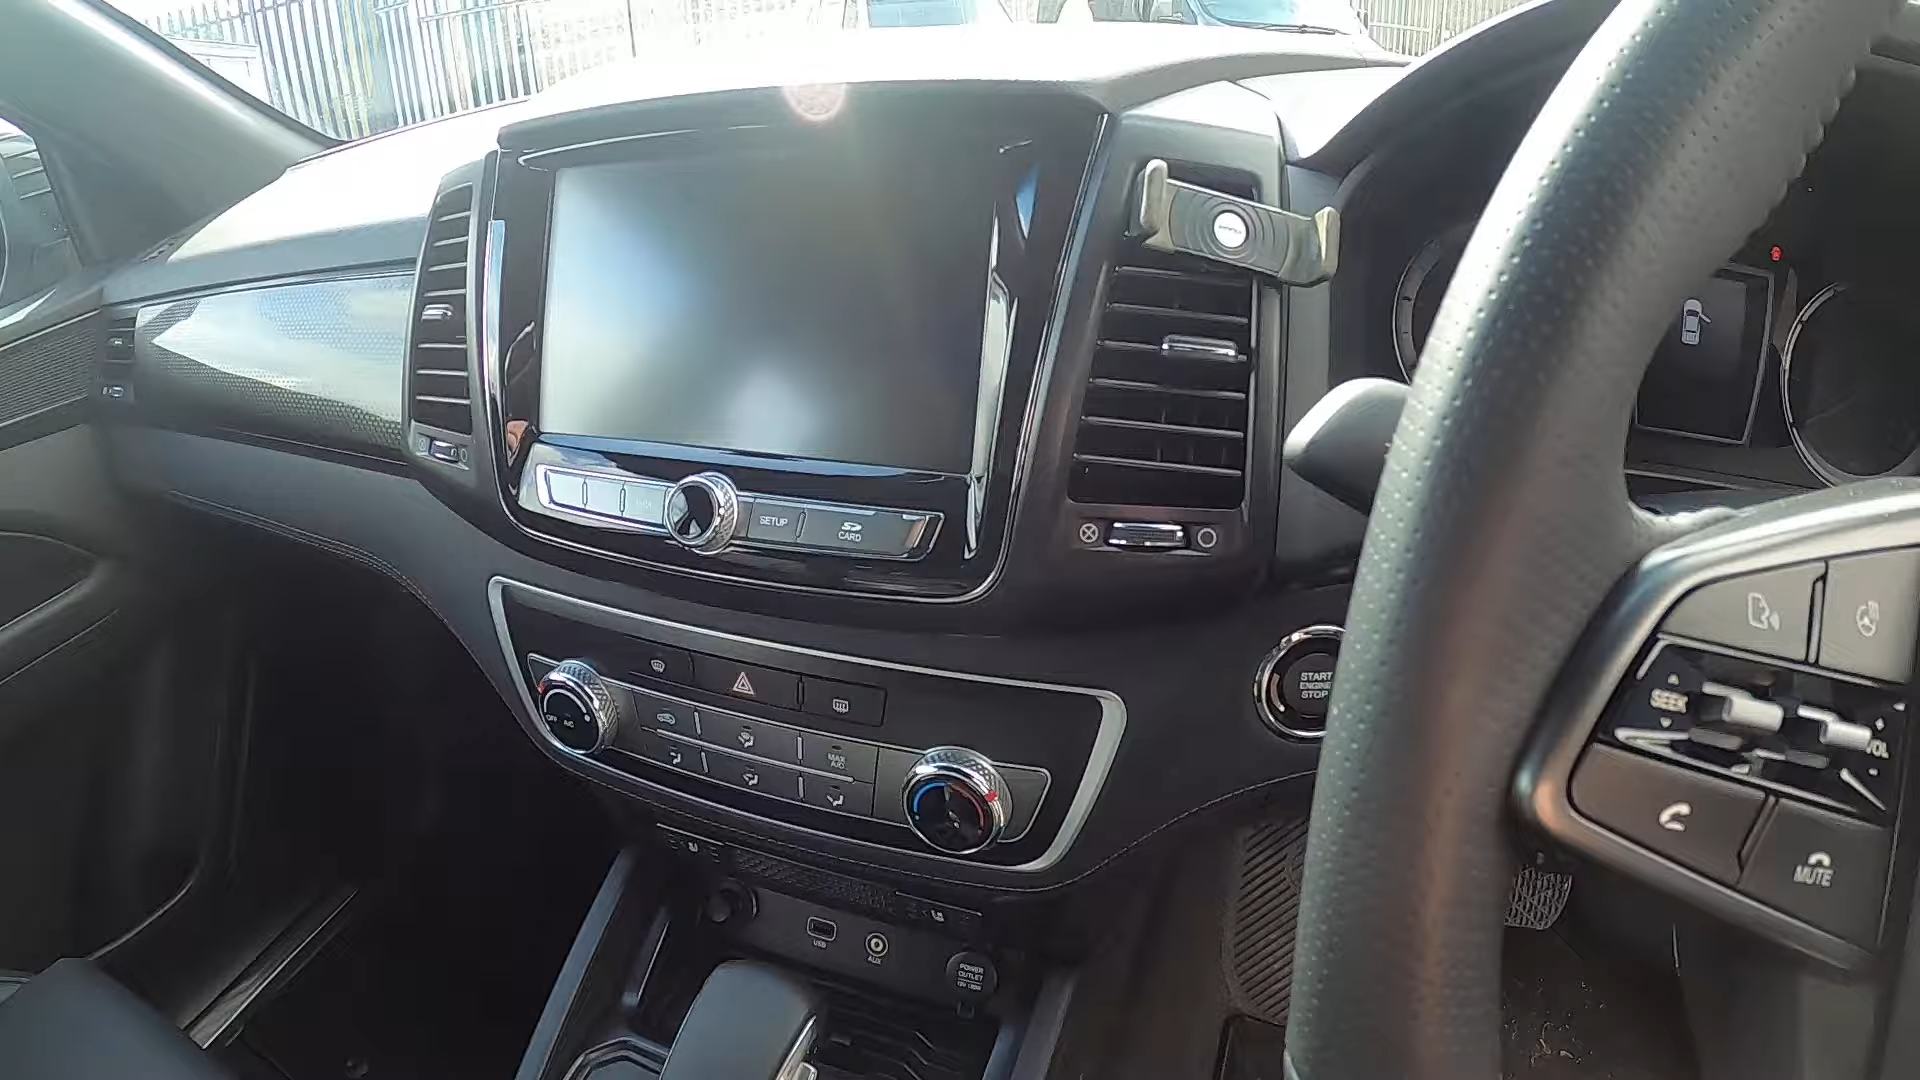 SETUP
SD
CARD
START
ENGINE
STOP
SEEK
VOL
OFF
A/C
MAX
A/C
MUTE
USB
AUX
POWER
OUTLET